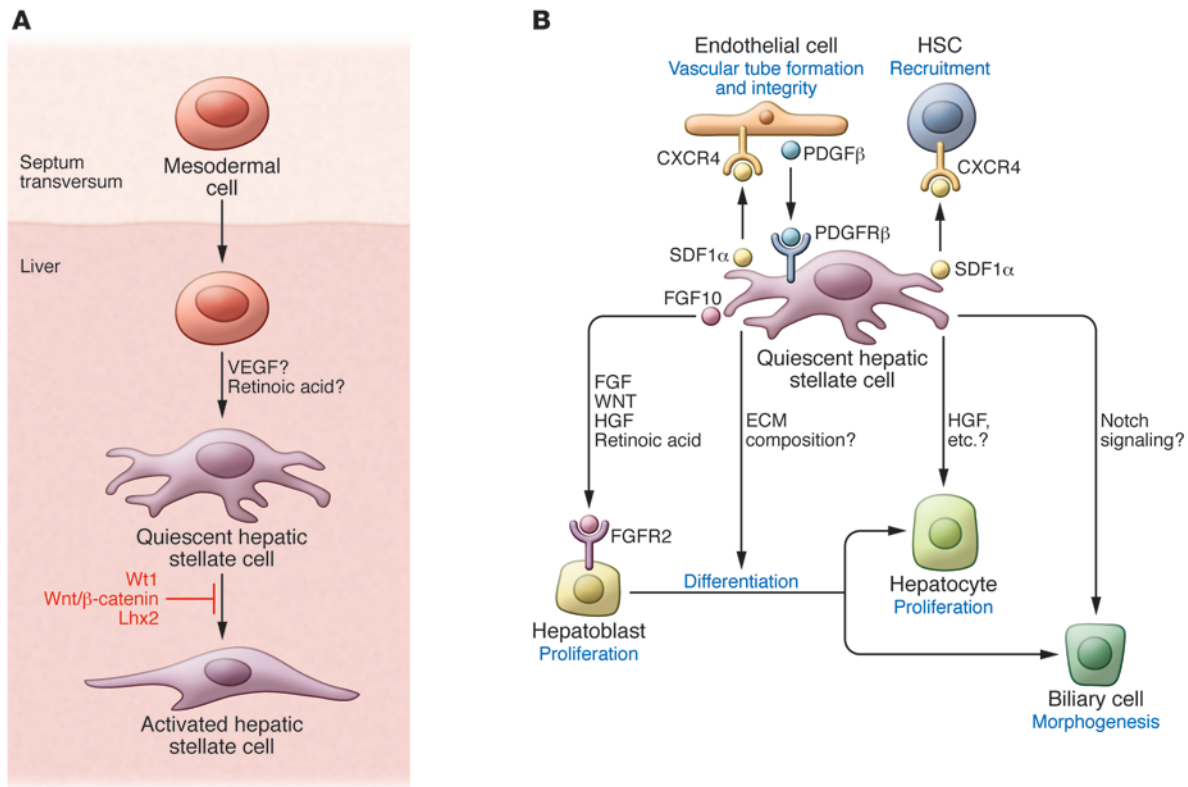 A
Septum
transversum
Mesodermal
cell
Liver
VEGF?
Retinoic acid?
Quiescent hepatic
stellate cell
Wt1
Wnt/β-catenin
Lhx2
Activated hepatic
stellate cell
B
Endothelial cell
Vascular tube formation
and integrity
HSC
Recruitment
CXCR4
PDGFβ
CXCR4
SDF1α
PDGFRβ
SDF1α
FGF10
Quiescent hepatic
stellate cell
FGF
WNT
HGF
Retinoic acid
ECM
composition?
HGF,
etc.?
Notch
signaling?
FGFR2
Differentiation
Hepatoblast
Proliferation
Hepatocyte
Proliferation
Biliary cell
Morphogenesis